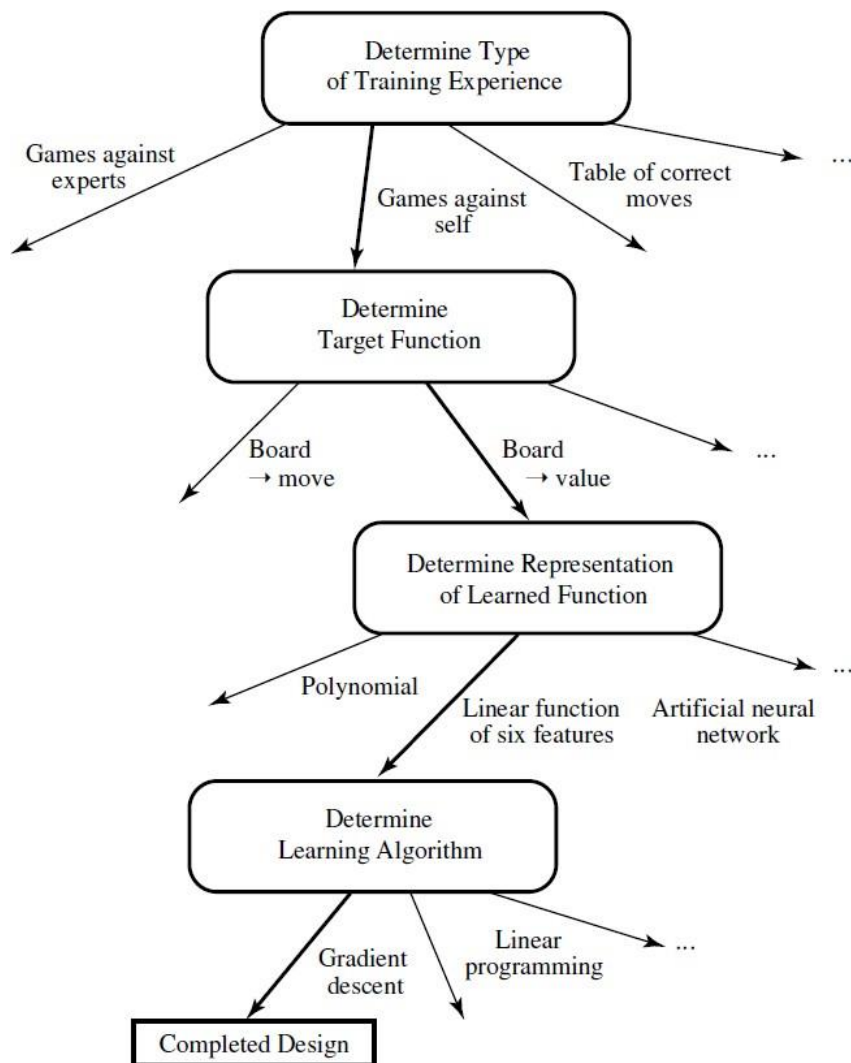 Determine Type
of Training Experience
Games against
experts
Games against
self
Table of correct
moves
...
Determine
Target Function
Board
→ move
Board
→ value
...
Determine Representation
of Learned Function
Polynomial
Linear function
of six features
Artificial neural
network
...
Determine
Learning Algorithm
Gradient
descent
Linear
programming
...
Completed Design